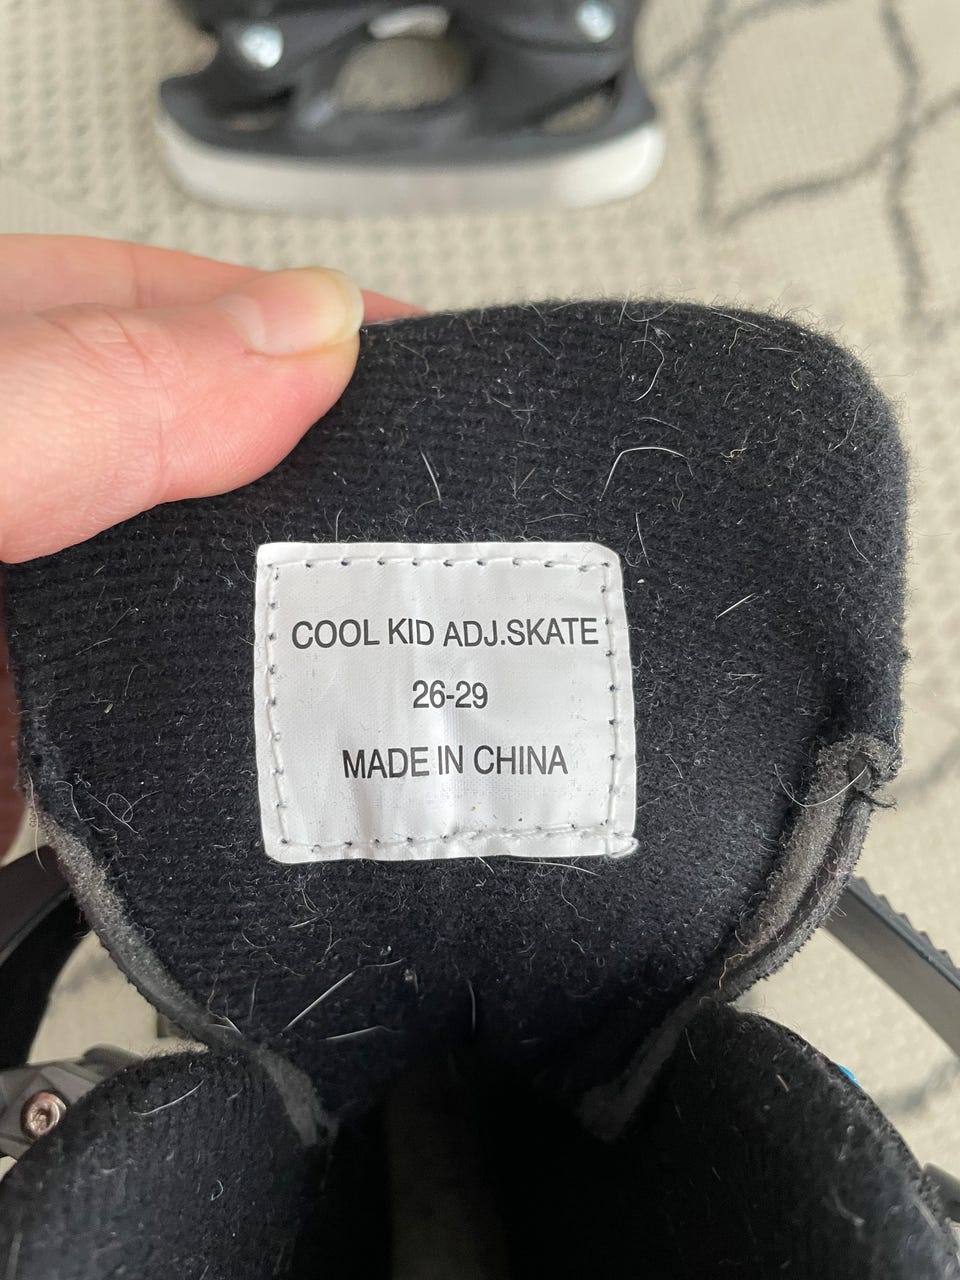 COOL KID ADJ.SKATE
26-29
MADE IN CHINA